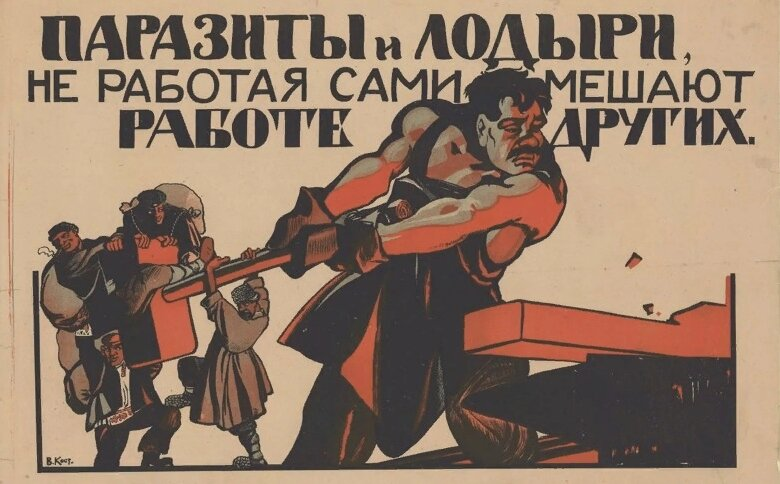 ПАРАЗИТЫ и ЛОДЫРИ,
НЕ РАБОТАЯ САМИ МЕШАЮТ
РАБОТЕ ДРУГИХ.
В. Кост.